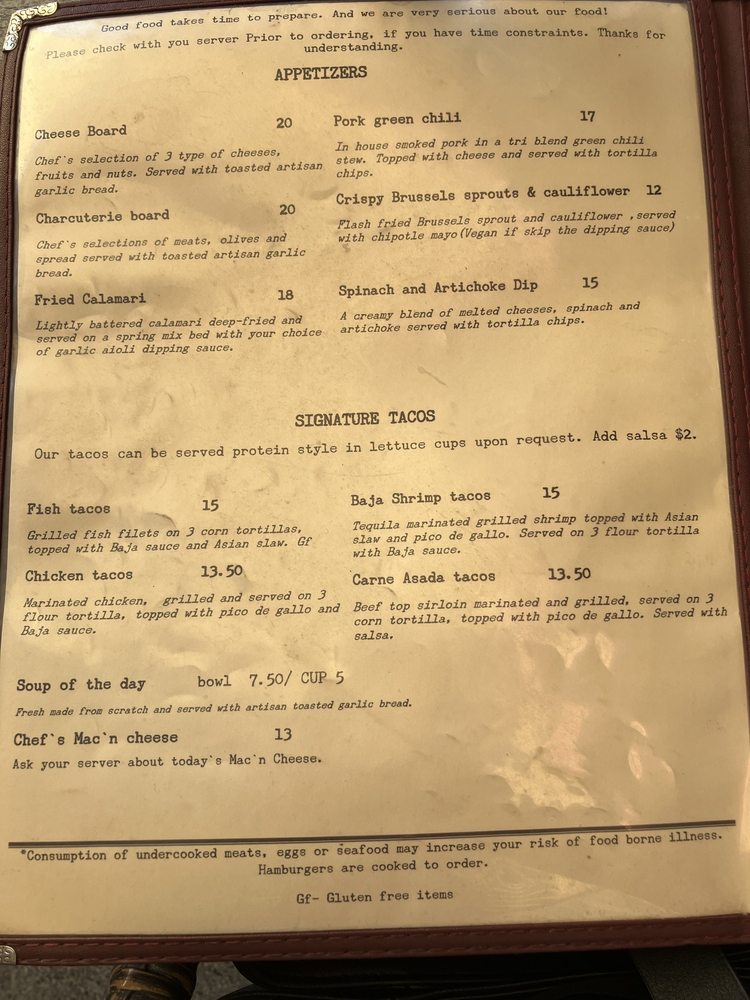 Good food takes time to prepare. And we are very serious about our food!
Please check with you server Prior to ordering, if you have time constraints. Thanks for
understanding.
APPETIZERS
Cheese Board 20
Chef`s selection of 3 type of cheeses,
fruits and nuts. Served with toasted artisan
garlic bread.
Charcuterie board 20
Chef`s selections of meats, olives and
spread served with toasted artisan garlic
bread.
Fried Calamari 18
Lightly battered calamari deep-fried and
served on a spring mix bed with your choice
of garlic aioli dipping sauce.
Pork green chili 17
In house smoked pork in a tri blend green chili
stew. Topped with cheese and served with tortilla
chips.
Crispy Brussels sprouts & cauliflower 12
Flash fried Brussels sprout and cauliflower ,served
with chipotle mayo(Vegan if skip the dipping sauce)
Spinach and Artichoke Dip 15
A creamy blend of melted cheeses, spinach and
artichoke served with tortilla chips.
SIGNATURE TACOS
Our tacos can be served protein style in lettuce cups upon request. Add salsa $2.
Fish tacos 15
Grilled fish filets on 3 corn tortillas,
topped with Baja sauce and Asian slaw. Gf
Chicken tacos 13.50
Marinated chicken, grilled and served on 3
flour tortilla, topped with pico de gallo and
Baja sauce.
Baja Shrimp tacos 15
Tequila marinated grilled shrimp topped with Asian
slaw and pico de gallo. Served on 3 flour tortilla
with Baja sauce.
Carne Asada tacos 13.50
Beef top sirloin marinated and grilled, served on 3
corn tortilla, topped with pico de gallo. Served with
salsa.
Soup of the day bowl 7.50/ CUP 5
Fresh made from scratch and served with artisan toasted garlic bread.
Chef`s Mac`n cheese 13
Ask your server about today`s Mac`n Cheese.
*Consumption of undercooked meats, eggs or seafood may increase your risk of food borne illness.
Hamburgers are cooked to order.
Gf- Gluten free items